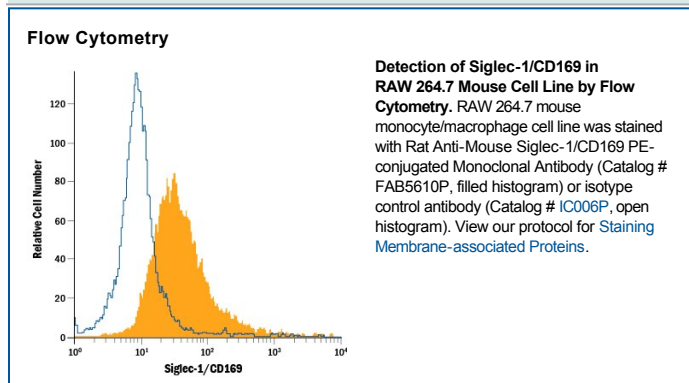 Flow Cytometry
Detection of Siglec-1/CD169 in
RAW 264.7 Mouse Cell Line by Flow
Cytometry. RAW 264.7 mouse
monocyte/macrophage cell line was stained
with Rat Anti-Mouse Siglec-1/CD169 PE-
conjugated Monoclonal Antibody (Catalog #
FAB5610P, filled histogram) or isotype
control antibody (Catalog # IC006P, open
histogram). View our protocol for Staining
Membrane-associated Proteins.
Relative Cell Number
120
100
80
60
40
20
0
10⁰ 10¹ 10² 10³ 10⁴
Siglec-1/CD169